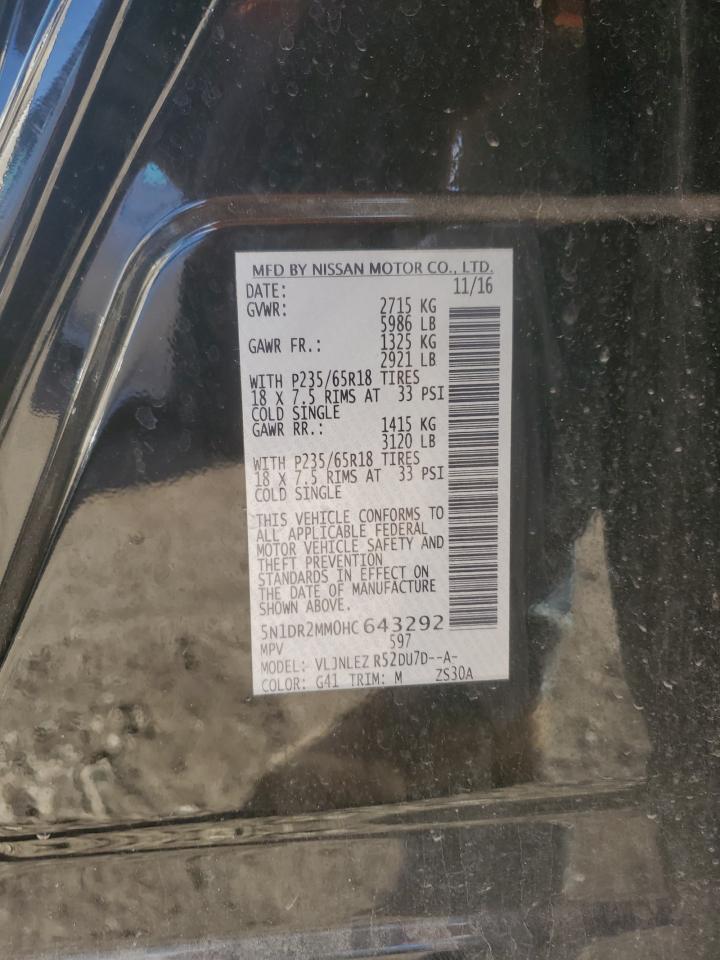 MFD BY NISSAN MOTOR CO., LTD.
DATE: 11/16
GVWR: 2715 KG
5986 LB
GAWR FR.: 1325 KG
2921 LB
WITH P235/65R18 TIRES
18 X 7.5 RIMS AT 33 PSI
COLD SINGLE
GAWR RR.: 1415 KG
3120 LB
WITH P235/65R18 TIRES
18 X 7.5 RIMS AT 33 PSI
COLD SINGLE
THIS VEHICLE CONFORMS TO
ALL APPLICABLE FEDERAL
MOTOR VEHICLE SAFETY AND
THEFT PREVENTION
STANDARDS IN EFFECT ON
THE DATE OF MANUFACTURE
SHOWN ABOVE.
5N1DR2MM0HC643292
MPV 597
MODEL: VLJNLEZ R52DU7D--A-
COLOR: G41 TRIM: M ZS30A